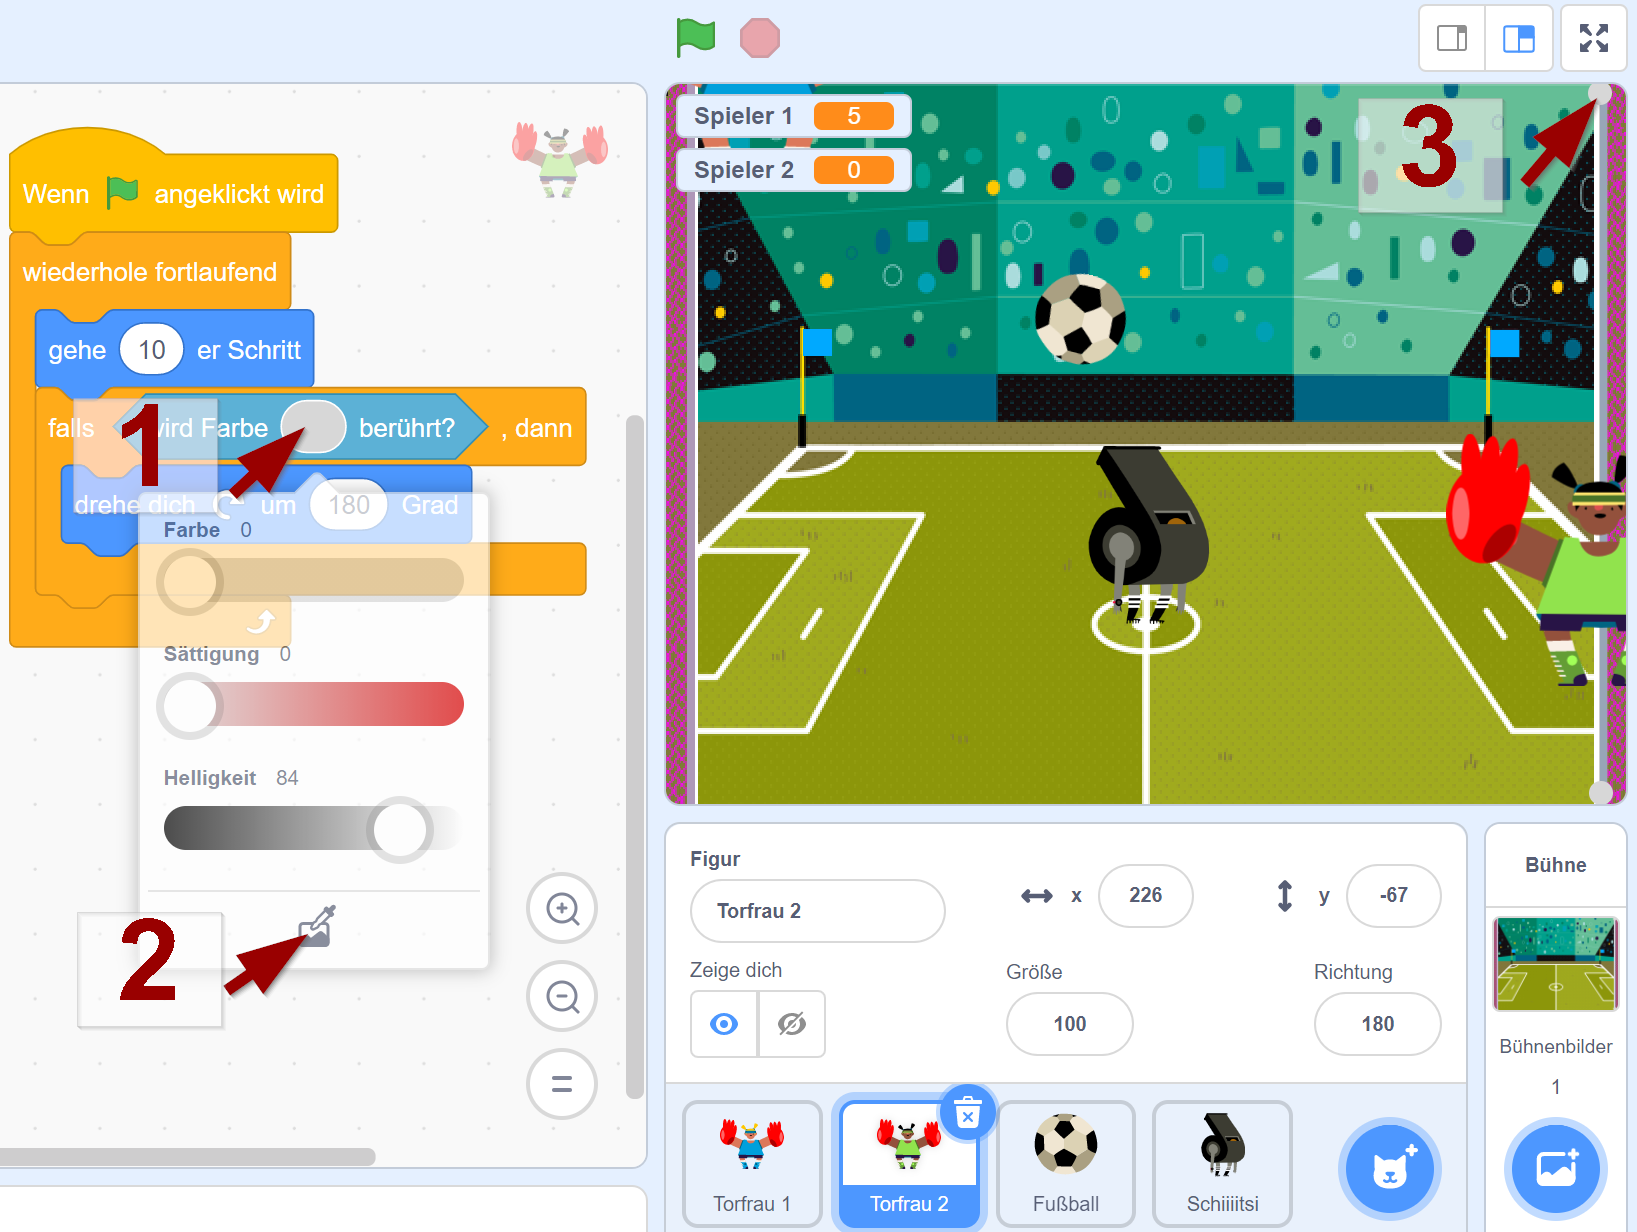 Wenn angeklickt wird
wiederhole fortlaufend
gehe 10 er Schritt
falls wird Farbe berührt? , dann
1
drehe dich um 180 Grad
Farbe 0
Sättigung 0
Helligkeit 84
2
Spieler 1 5
Spieler 2 0
3
Figur
Torfrau 2
x 226
y -67
Zeige dich
Größe
100
Richtung
180
Torfrau 1
Torfrau 2
Fußball
Schiiiitsi
Bühne
Bühnenbilder
1